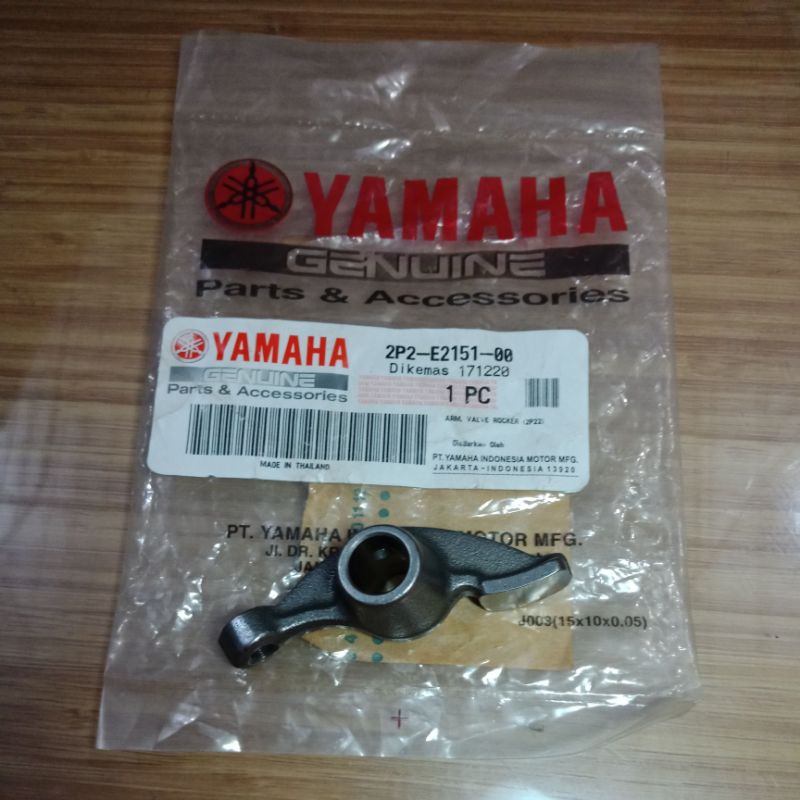 YAMAHA
GENUINE
Parts & Accessories
YAMAHA
GENUINE
Parts & Accessories
2P2-E2151-00
Dikemas 171220
1 PC
ARM, VALVE ROCKER (2P22)
Disebarkan Oleh
PT. YAMAHA INDONESIA MOTOR MFG.
JAKARTA-INDONESIA 13920
MADE IN THAILAND
PT. YAMAHA MOTOR MFG.
JL. DR. KR
J003(15x10x0.05)